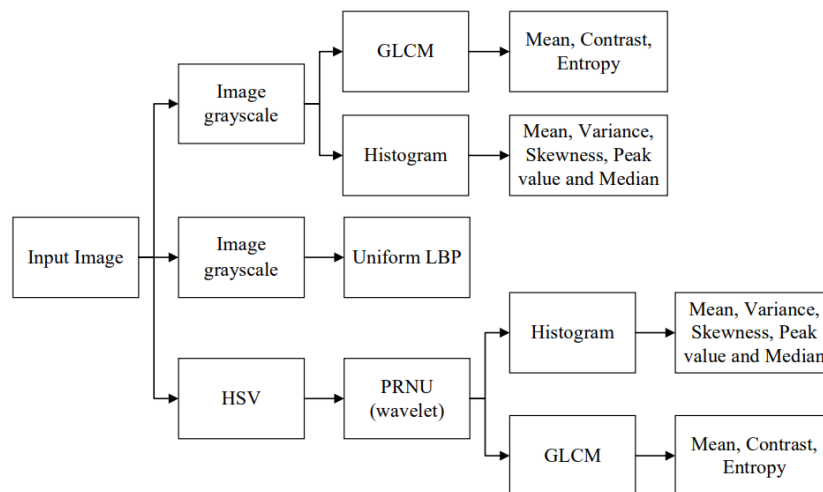 GLCM
Mean, Contrast,
Entropy
Image
grayscale
Histogram
Mean, Variance,
Skewness, Peak
value and Median
Input Image
Image
grayscale
Uniform LBP
Histogram
Mean, Variance,
Skewness, Peak
value and Median
HSV
PRNU
(wavelet)
GLCM
Mean, Contrast,
Entropy